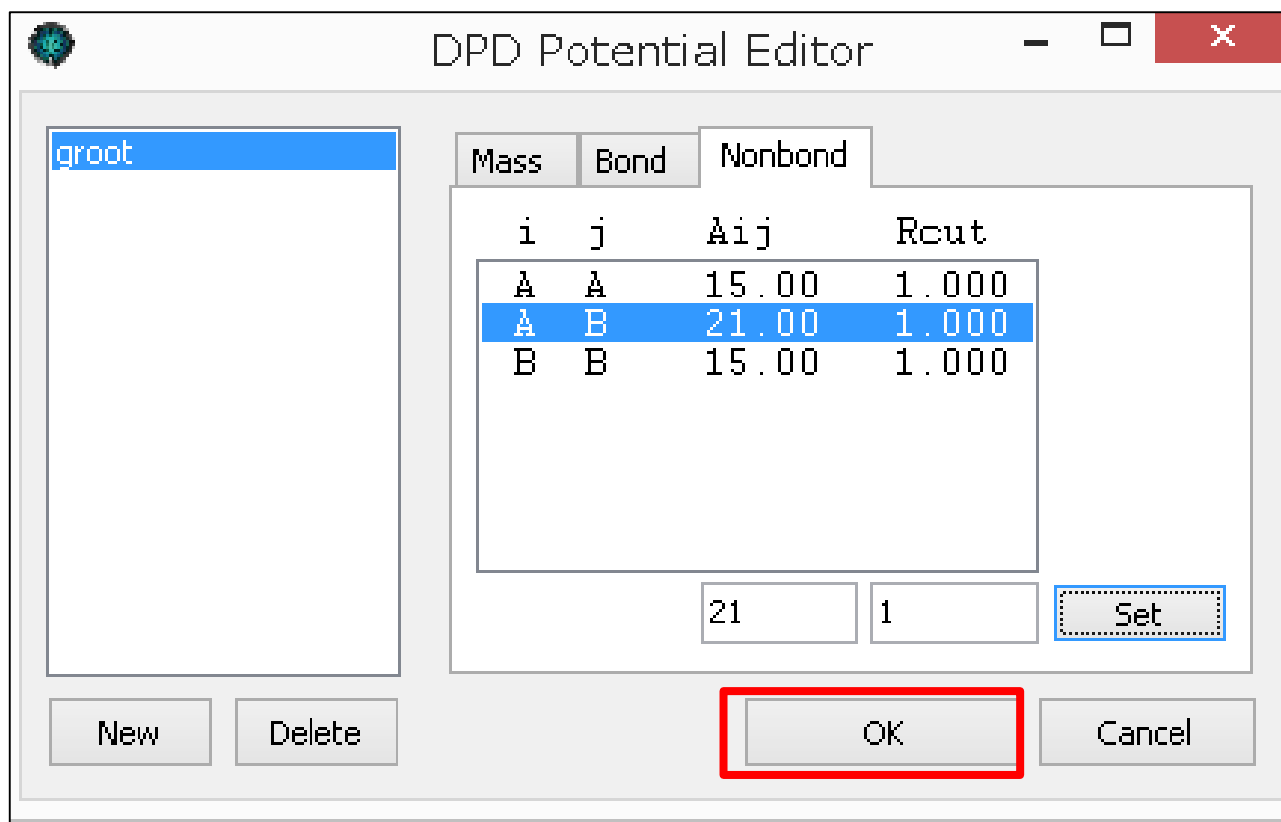 DPD Potential Editor
groot
Mass Bond Nonbond
i j Aij Rcut
A A 15.00 1.000
A B 21.00 1.000
B B 15.00 1.000
21 1 Set
New Delete OK Cancel